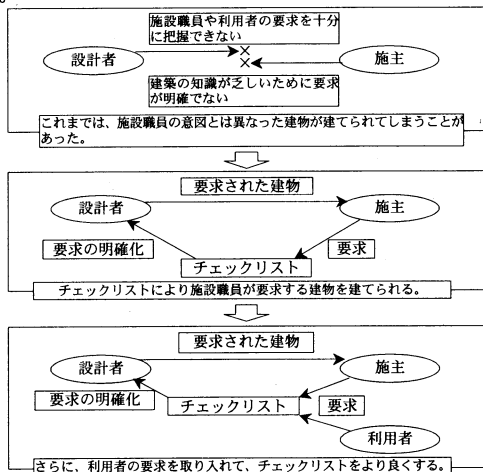 施設職員や利用者の要求を十分
に把握できない
設計者
施主
建築の知識が乏しいために要求
が明確でない
これまでは、施設職員の意図とは異なった建物が建てられてしまうことが
あった。
要求された建物
設計者
施主
要求の明確化
要求
チェックリスト
チェックリストにより施設職員が要求する建物を建てられる。
要求された建物
設計者
施主
要求の明確化
チェックリスト
要求
利用者
さらに、利用者の要求を取り入れて、チェックリストをより良くする。